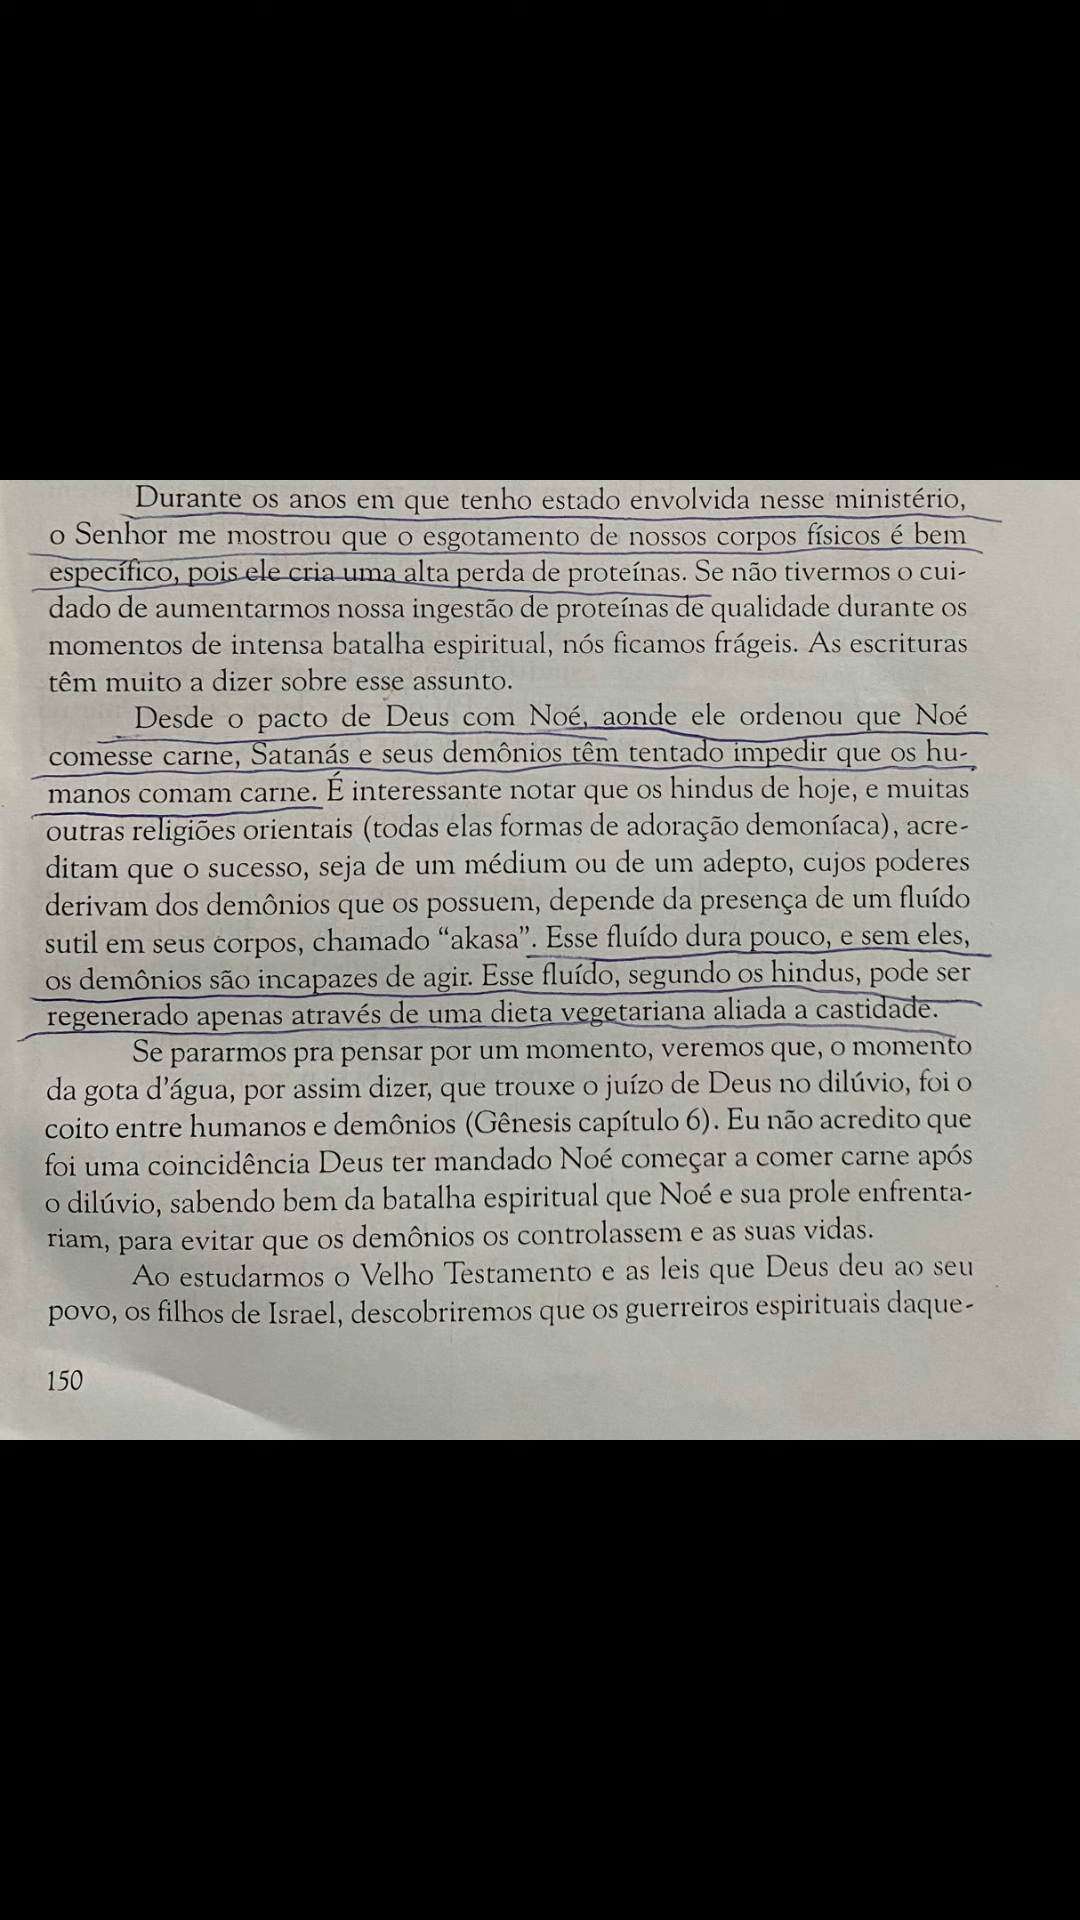 Durante os anos em que tenho estado envolvida nesse ministério,
o Senhor me mostrou que o esgotamento de nossos corpos físicos é bem
específico, pois ele cria uma alta perda de proteínas. Se não tivermos o cui-
dado de aumentarmos nossa ingestão de proteínas de qualidade durante os
momentos de intensa batalha espiritual, nós ficamos frágeis. As escrituras
têm muito a dizer sobre esse assunto.
Desde o pacto de Deus com Noé, aonde ele ordenou que Noé
comesse carne, Satanás e seus demônios têm tentado impedir que os hu-
manos comam carne. É interessante notar que os hindus de hoje, e muitas
outras religiões orientais (todas elas formas de adoração demoníaca), acre-
ditam que o sucesso, seja de um médium ou de um adepto, cujos poderes
derivam dos demônios que os possuem, depende da presença de um fluído
sutil em seus corpos, chamado “akasa”. Esse fluído dura pouco, e sem eles,
os demônios são incapazes de agir. Esse fluído, segundo os hindus, pode ser
regenerado apenas através de uma dieta vegetariana aliada a castidade.
Se pararmos pra pensar por um momento, veremos que, o momento
da gota d’água, por assim dizer, que trouxe o juízo de Deus no dilúvio, foi o
coito entre humanos e demônios (Gênesis capítulo 6). Eu não acredito que
foi uma coincidência Deus ter mandado Noé começar a comer carne após
o dilúvio, sabendo bem da batalha espiritual que Noé e sua prole enfrenta-
riam, para evitar que os demônios os controlassem e as suas vidas.
Ao estudarmos o Velho Testamento e as leis que Deus deu ao seu
povo, os filhos de Israel, descobriremos que os guerreiros espirituais daque-
150